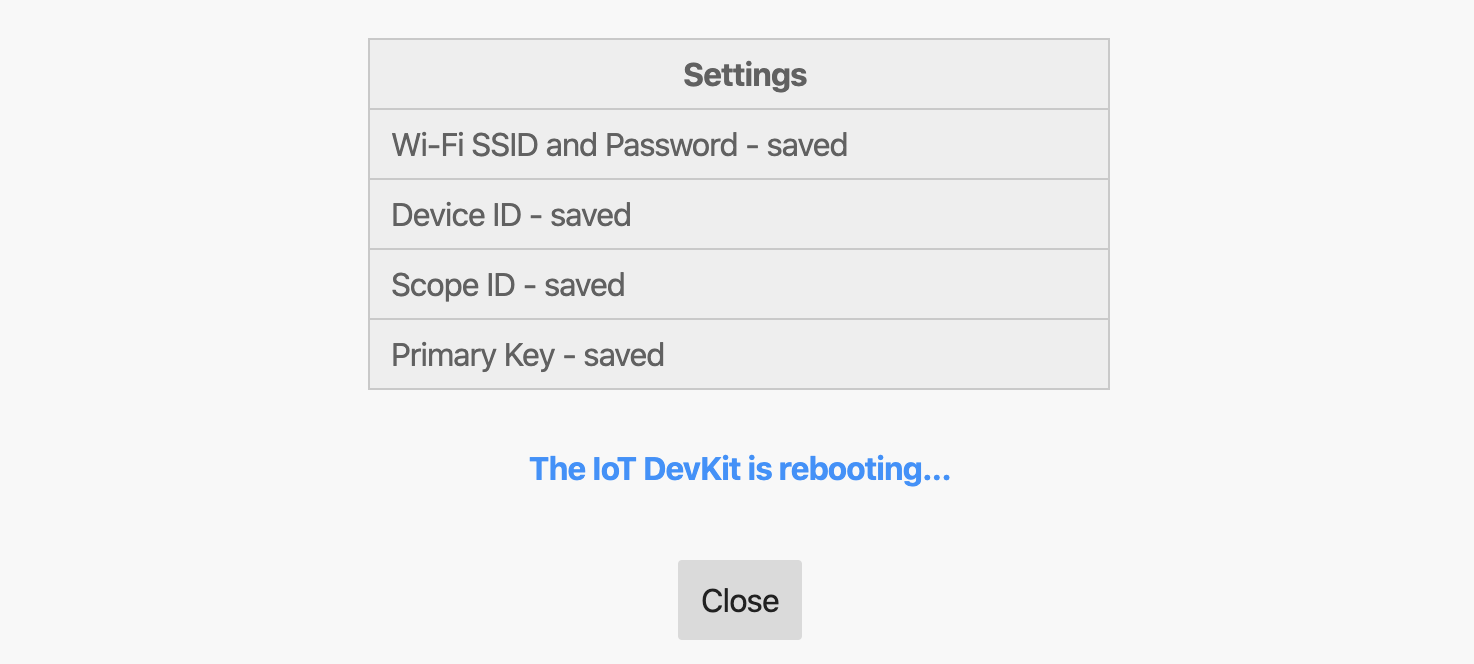 Settings
Wi-Fi SSID and Password - saved
Device ID - saved
Scope ID - saved
Primary Key - saved
The IoT DevKit is rebooting...
Close